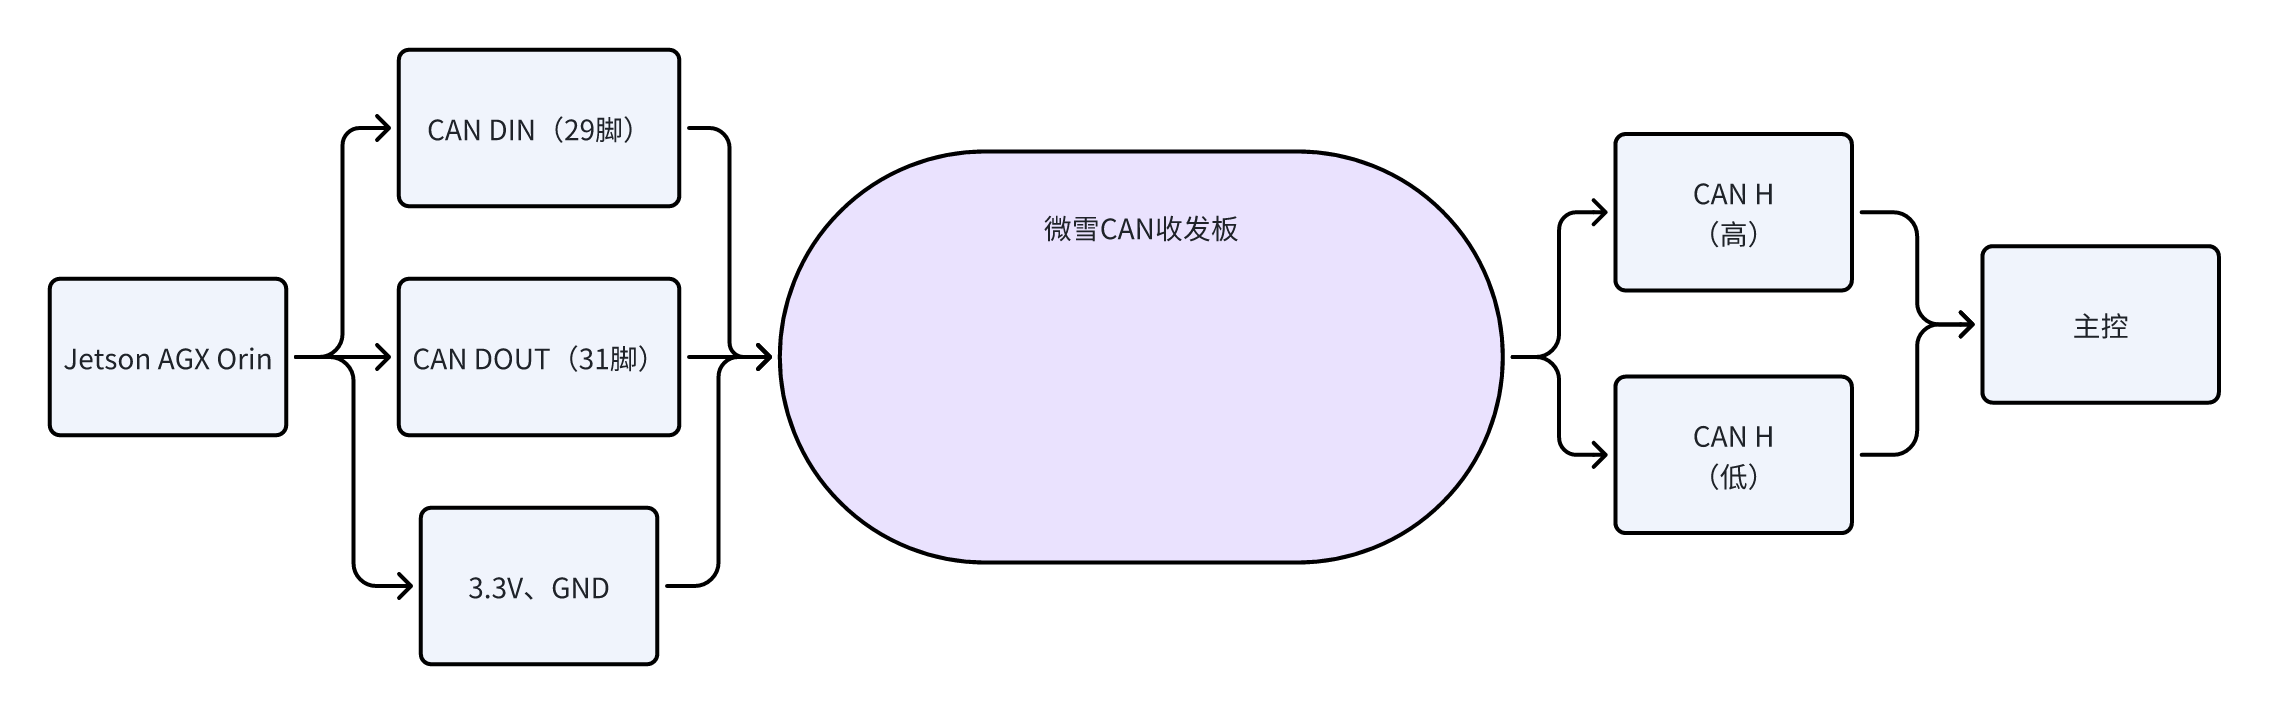 Jetson AGX Orin
CAN DIN（29脚）
CAN DOUT（31脚）
3.3V、GND
微雪CAN收发板
CAN H
（高）
CAN H
（低）
主控